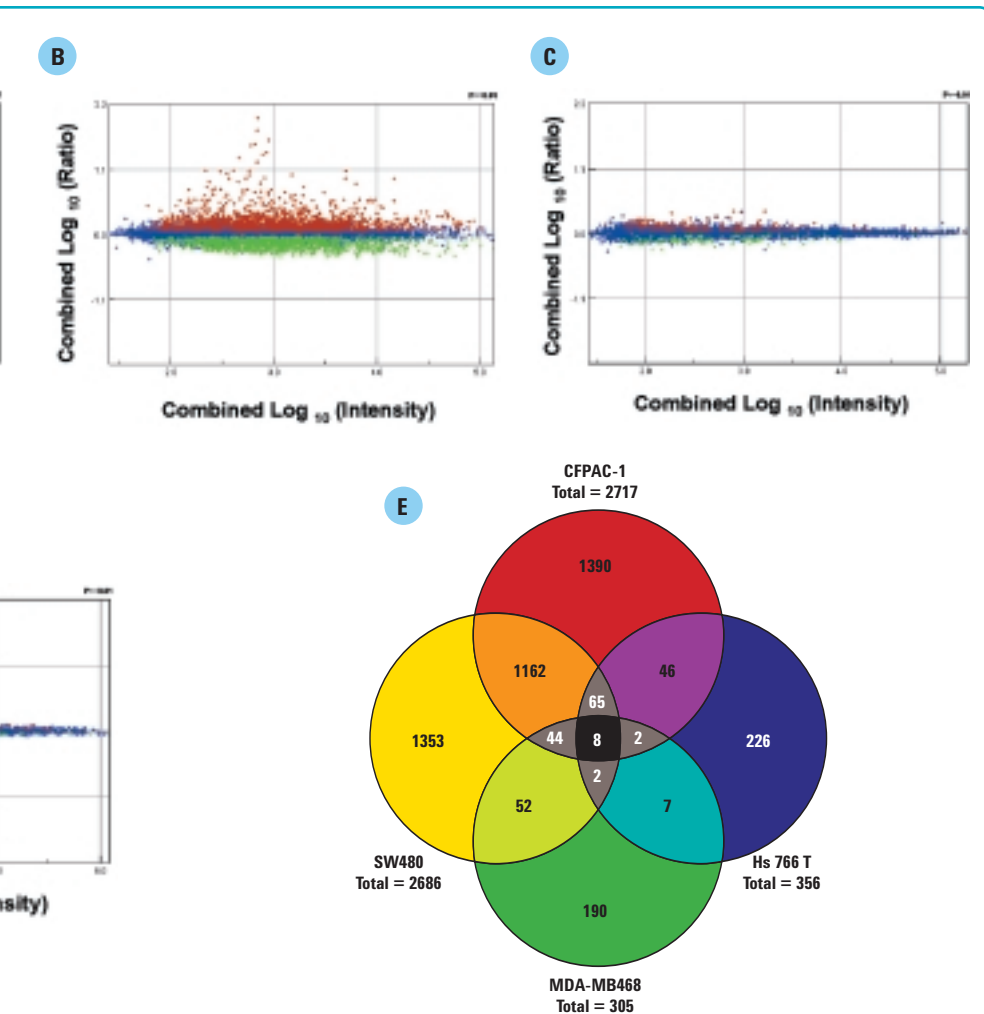 B
C
Combined Log 10 (Ratio)
Combined Log 10 (Intensity)
Combined Log 10 (Ratio)
Combined Log 10 (Intensity)
sity)
E
CFPAC-1
Total = 2717
1390
1162
46
65
1353
44
8
2
226
2
52
7
SW480
Total = 2686
Hs 766 T
Total = 356
190
MDA-MB468
Total = 305